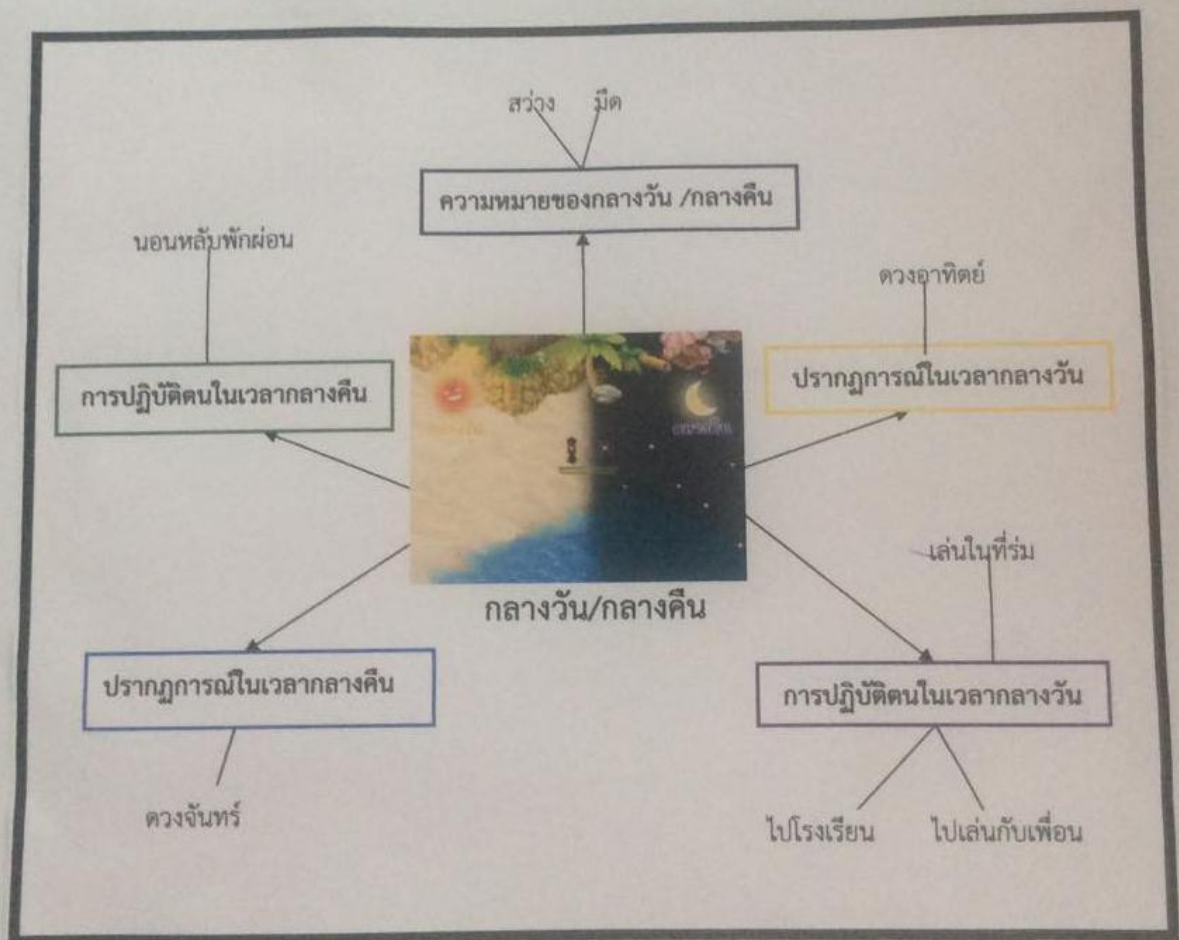 สว่าง มืด
ความหมายของกลางวัน /กลางคืน
นอนหลับพักผ่อน
ดวงอาทิตย์
การปฏิบัติตนในเวลากลางคืน
ปรากฏการณ์ในเวลากลางวัน
กลางวัน/กลางคืน
เล่นในที่ร่ม
ปรากฏการณ์ในเวลากลางคืน
การปฏิบัติตนในเวลากลางวัน
ดวงจันทร์
ไปโรงเรียน ไปเล่นกับเพื่อน